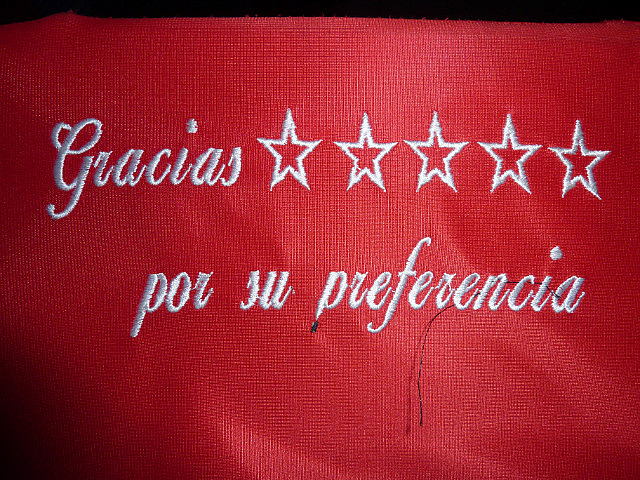 Gracias ☆☆☆☆☆
por su preferencia